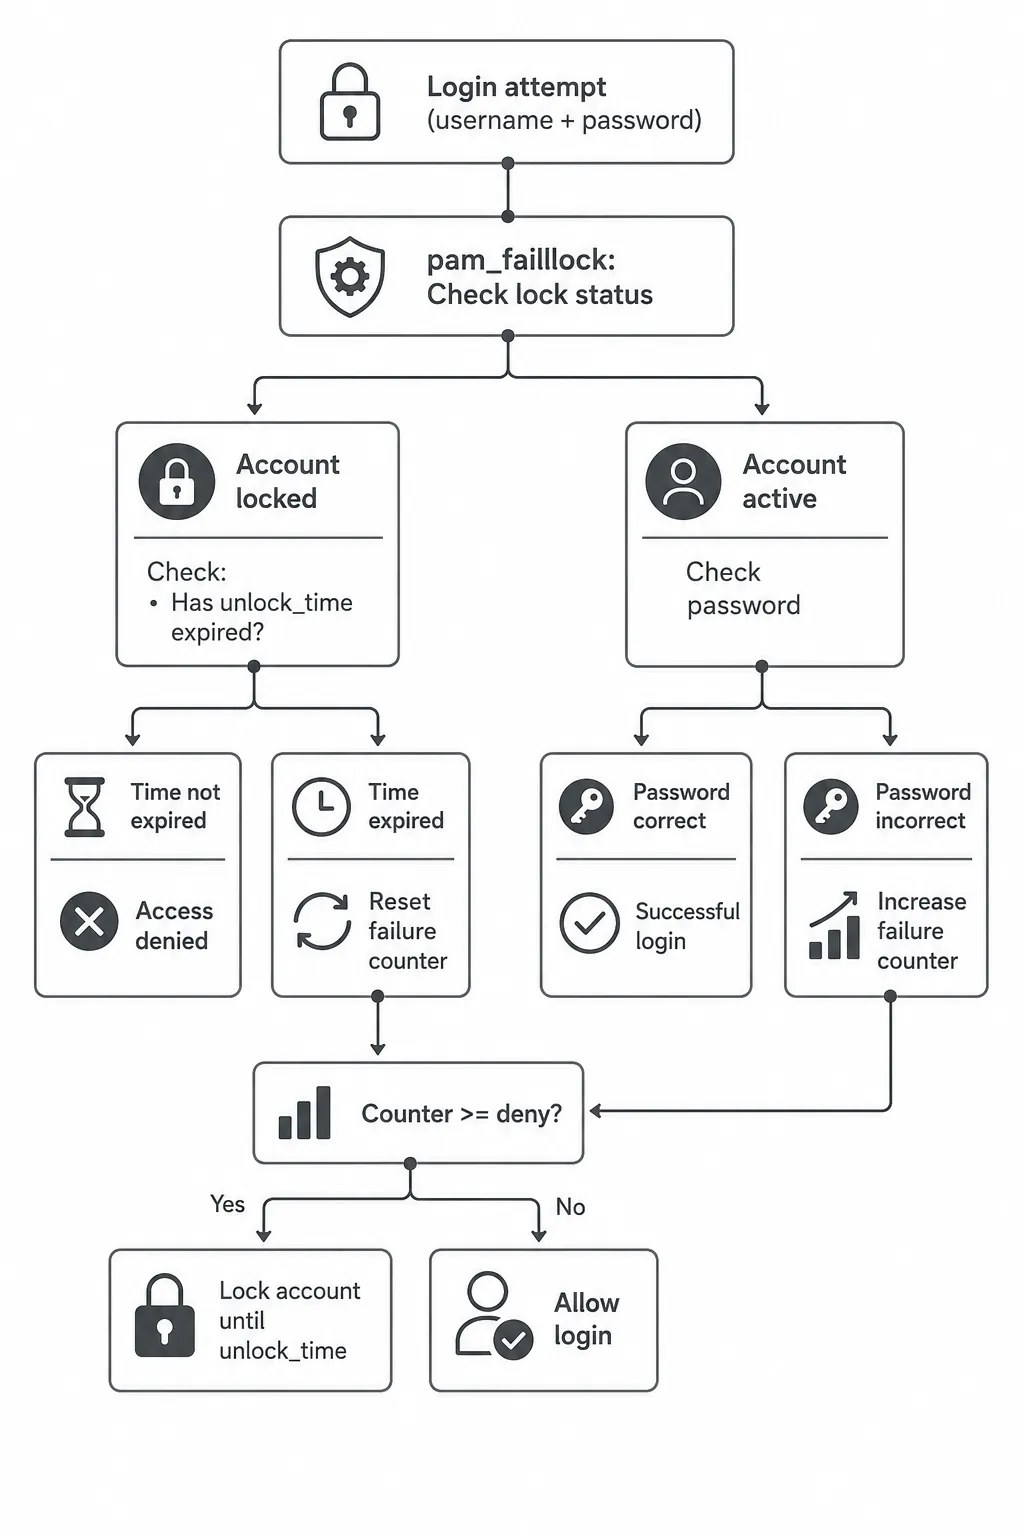 Login attempt
(username + password)
pam_failllock:
Check lock status
Account
locked
Check:
• Has unlock_time
expired?
Account
active
Check
password
Time not
expired
Access
denied
Time
expired
Reset
failure
counter
Password
correct
Successful
login
Password
incorrect
Increase
failure
counter
Counter >= deny?
Yes
No
Lock account
until
unlock_time
Allow
login